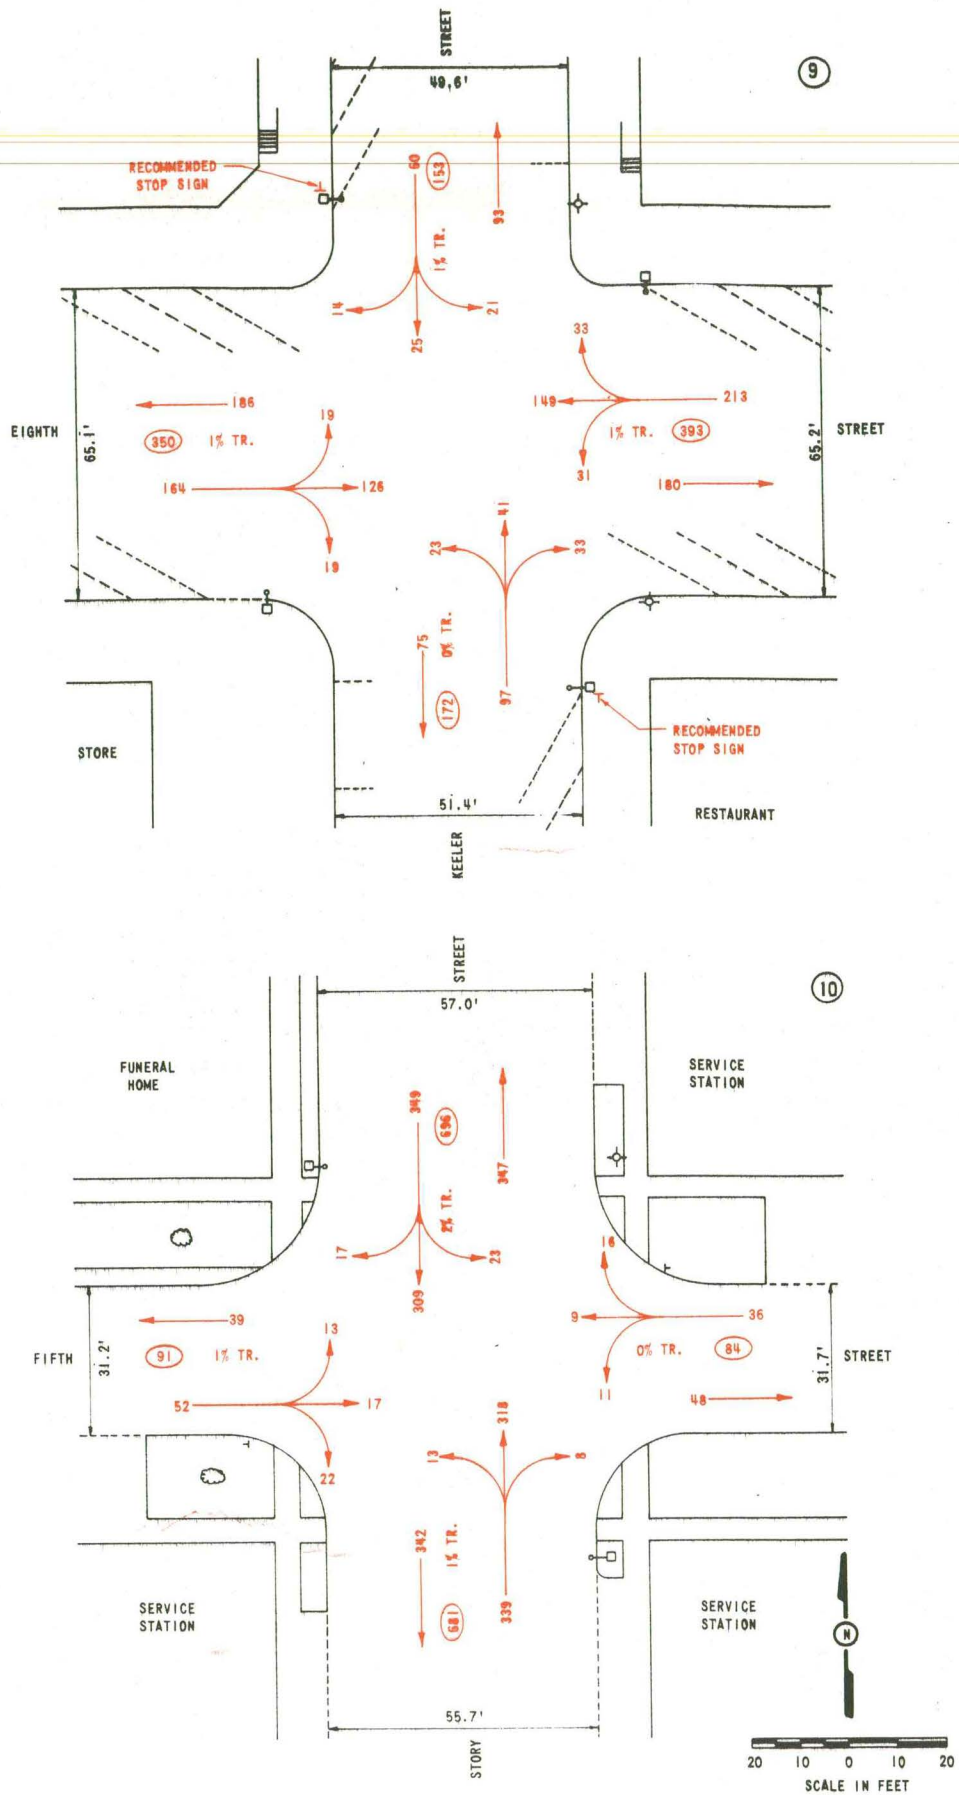 STREET
9
49.6'
RECOMMENDED
STOP SIGN
60
153
93
1% TR.
14
21
25
33
186
19
149
213
EIGHTH
65.1'
350
1% TR.
1% TR.
393
65.2'
STREET
164
126
31
180
41
23
33
19
75
0% TR.
97
172
RECOMMENDED
STOP SIGN
STORE
51.4'
RESTAURANT
KEELER
STREET
10
57.0'
FUNERAL
HOME
SERVICE
STATION
349
696
347
2% TR.
17
23
16
309
39
13
9
36
FIFTH
31.2'
91
1% TR.
0% TR.
84
31.7'
STREET
52
17
11
48
318
13
8
22
342
1% TR.
339
681
SERVICE
STATION
SERVICE
STATION
N
55.7'
STORY
20 10 0 10 20
SCALE IN FEET